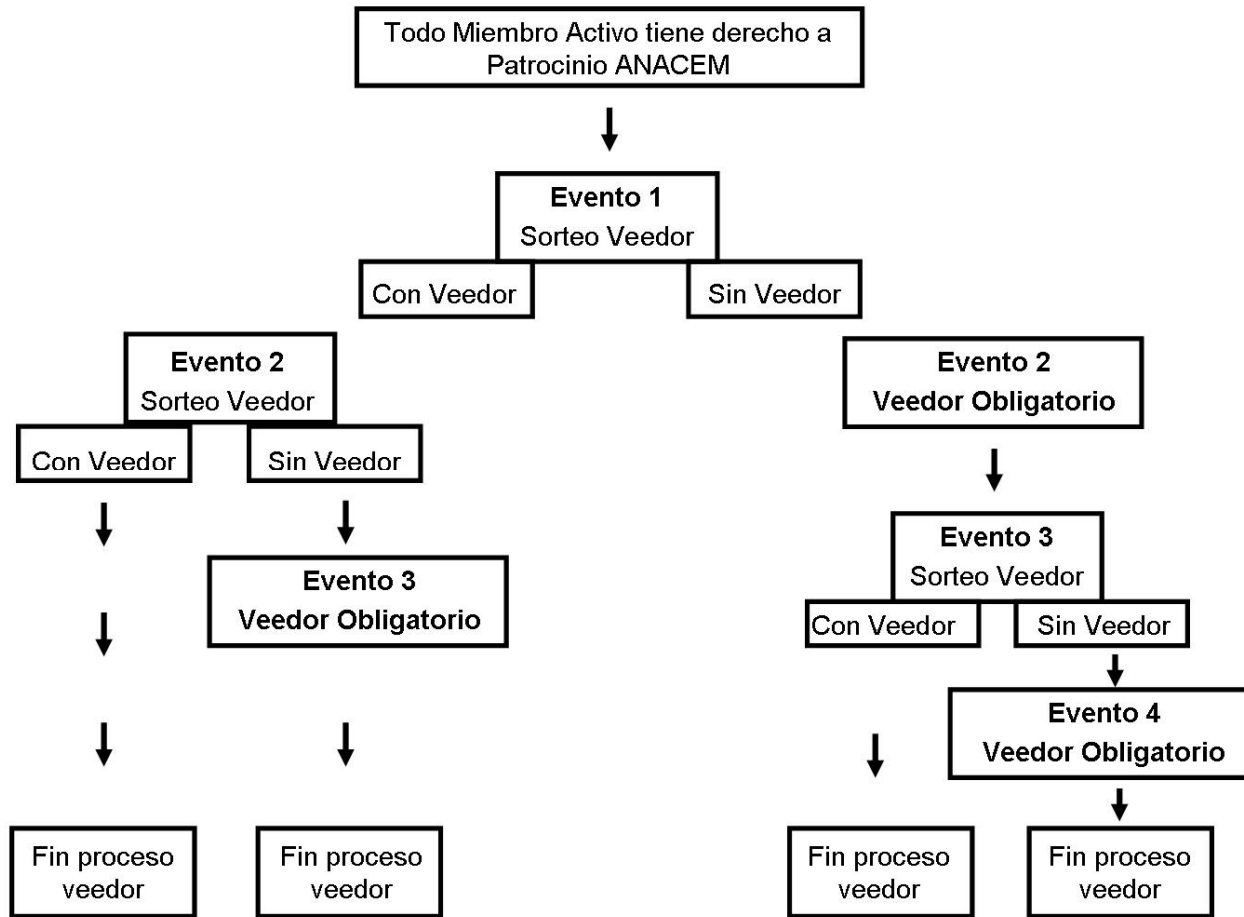 Todo Miembro Activo tiene derecho a
Patrocinio ANACEM
Evento 1
Sorteo Veedor
Con Veedor
Sin Veedor
Evento 2
Sorteo Veedor
Con Veedor
Sin Veedor
Evento 3
Veedor Obligatorio
Fin proceso
veedor
Fin proceso
veedor
Evento 2
Veedor Obligatorio
Evento 3
Sorteo Veedor
Con Veedor
Sin Veedor
Evento 4
Veedor Obligatorio
Fin proceso
veedor
Fin proceso
veedor